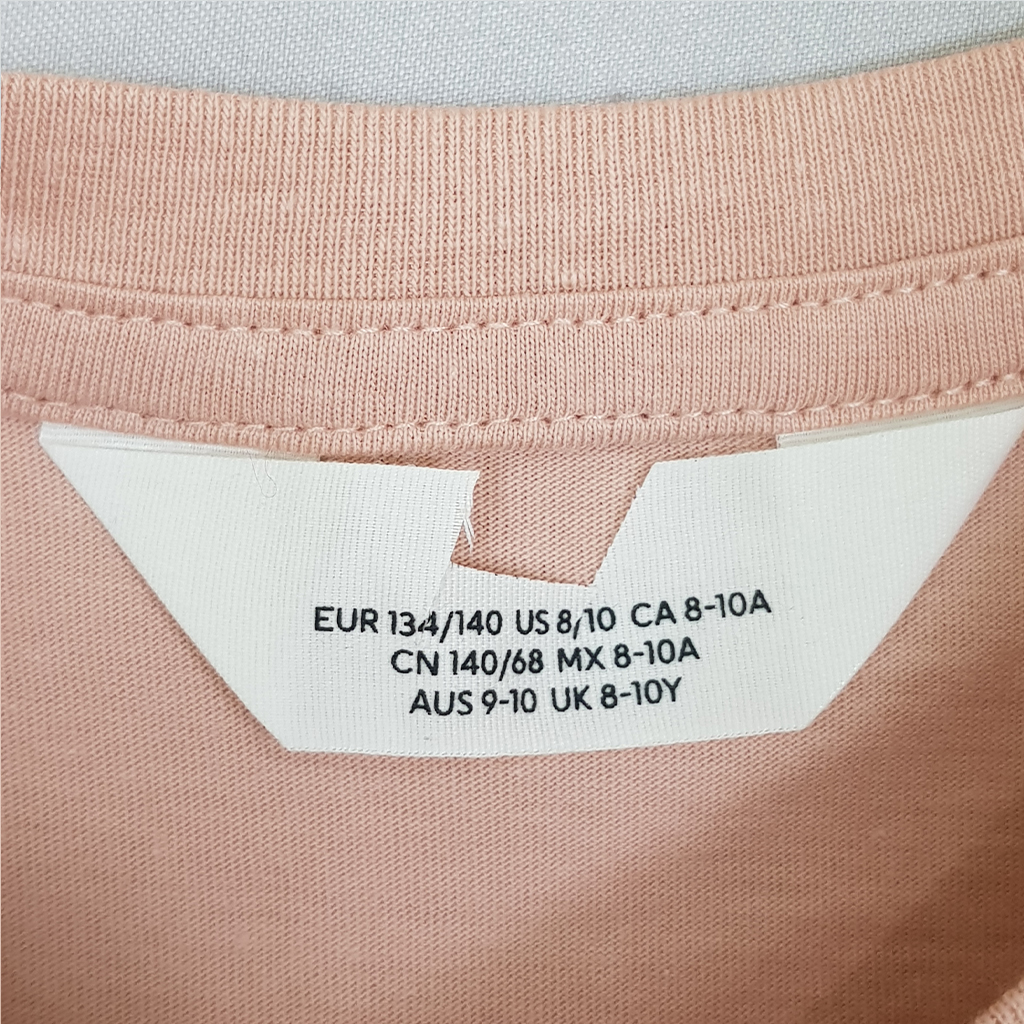 EUR 134/140 US 8/10 CA 8-10A
CN 140/68 MX 8-10A
AUS 9-10 UK 8-10Y